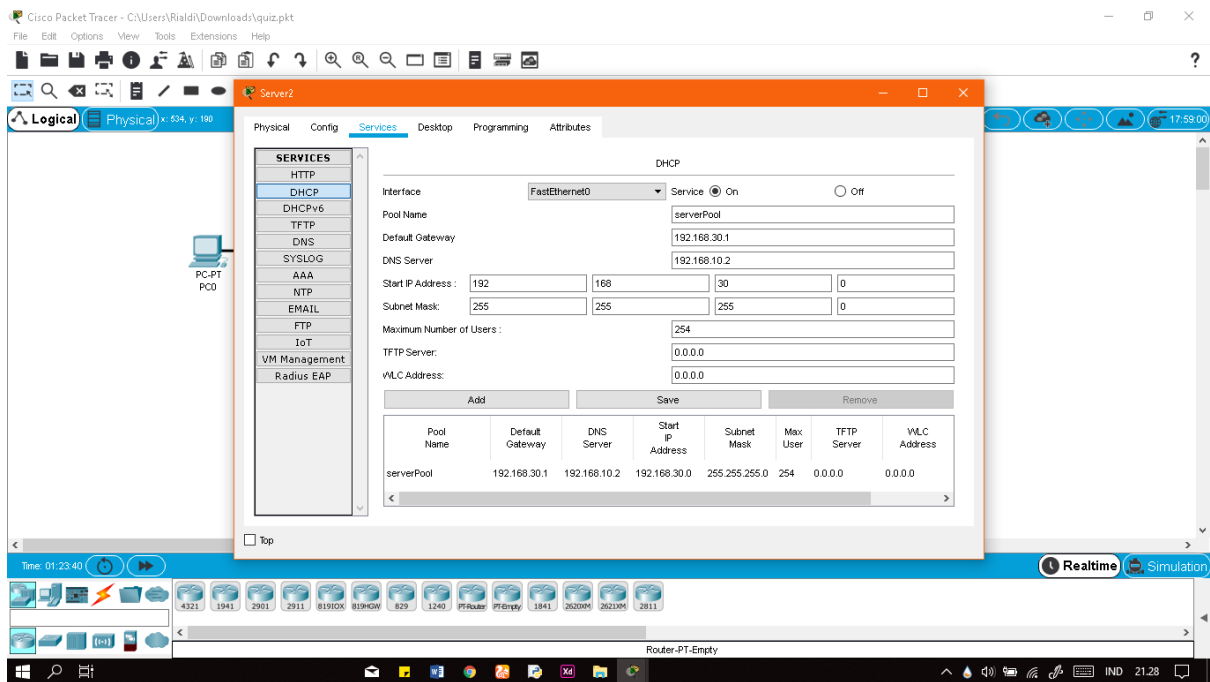 Cisco Packet Tracer - C:\Users\Rialdi\Downloads\quiz.pkt
File Edit Options View Tools Extensions Help
?
Server2
Logical Physical x: 534, y: 190 17:59:00
Physical Config Services Desktop Programming Attributes
SERVICES
HTTP
DHCP
DHCPv6
TFTP
DNS
SYSLOG
AAA
NTP
EMAIL
FTP
IoT
VM Management
Radius EAP
DHCP
Interface FastEthernet0 Service On Off
Pool Name serverPool
Default Gateway 192.168.30.1
DNS Server 192.168.10.2
Start IP Address : 192 168 30 0
Subnet Mask: 255 255 255 0
Maximum Number of Users : 254
TFTP Server: 0.0.0.0
WLC Address: 0.0.0.0
Add Save Remove
Pool Name Default Gateway DNS Server Start IP Address Subnet Mask Max User TFTP Server WLC Address
serverPool 192.168.30.1 192.168.10.2 192.168.30.0 255.255.255.0 254 0.0.0.0 0.0.0.0
PC-PT
PC0
Top
Time: 01:23:40 Realtime Simulation
4321 1941 2901 2911 819IOX 819HGW 829 1240 PT-Router PT-Empty 1841 2620XM 2621XM 2811
Router-PT-Empty
IND 21.28